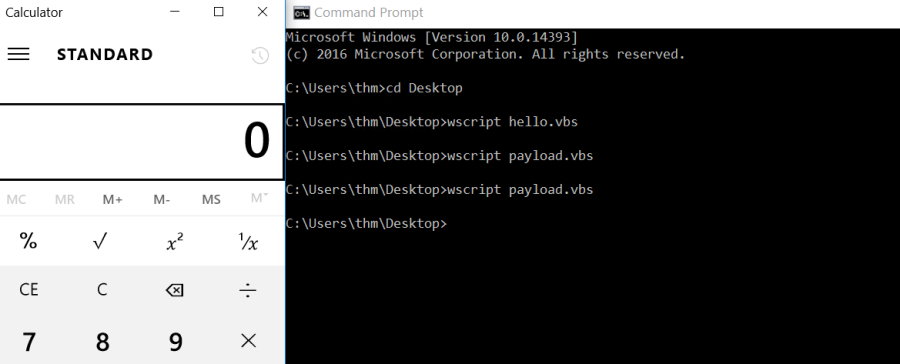 Calculator
STANDARD
0
MC MR M+ M- MS M˅
% √ x² ¹/x
CE C ⌫ ÷
7 8 9 ×
Command Prompt
Microsoft Windows [Version 10.0.14393]
(c) 2016 Microsoft Corporation. All rights reserved.
C:\Users\thm>cd Desktop
C:\Users\thm\Desktop>wscript hello.vbs
C:\Users\thm\Desktop>wscript payload.vbs
C:\Users\thm\Desktop>wscript payload.vbs
C:\Users\thm\Desktop>